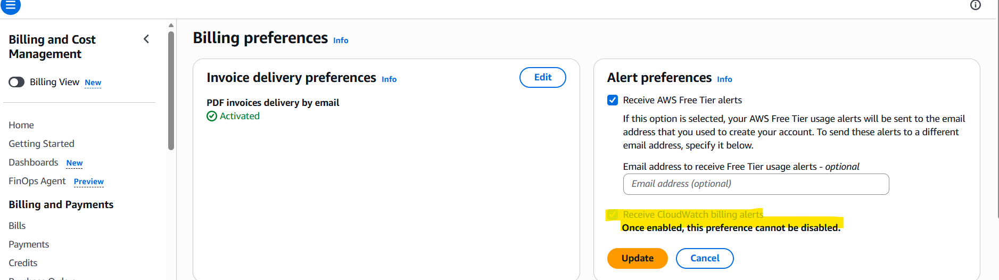 Billing and Cost
Management
Billing View New
Home
Getting Started
Dashboards New
FinOps Agent Preview
Billing and Payments
Bills
Payments
Credits
Billing preferences Info
Invoice delivery preferences Info
Edit
PDF invoices delivery by email
Activated
Alert preferences Info
Receive AWS Free Tier alerts
If this option is selected, your AWS Free Tier usage alerts will be sent to the email
address that you used to create your account. To send these alerts to a different
email address, specify it below.
Email address to receive Free Tier usage alerts - optional
Email address (optional)
Receive CloudWatch billing alerts
Once enabled, this preference cannot be disabled.
Update
Cancel